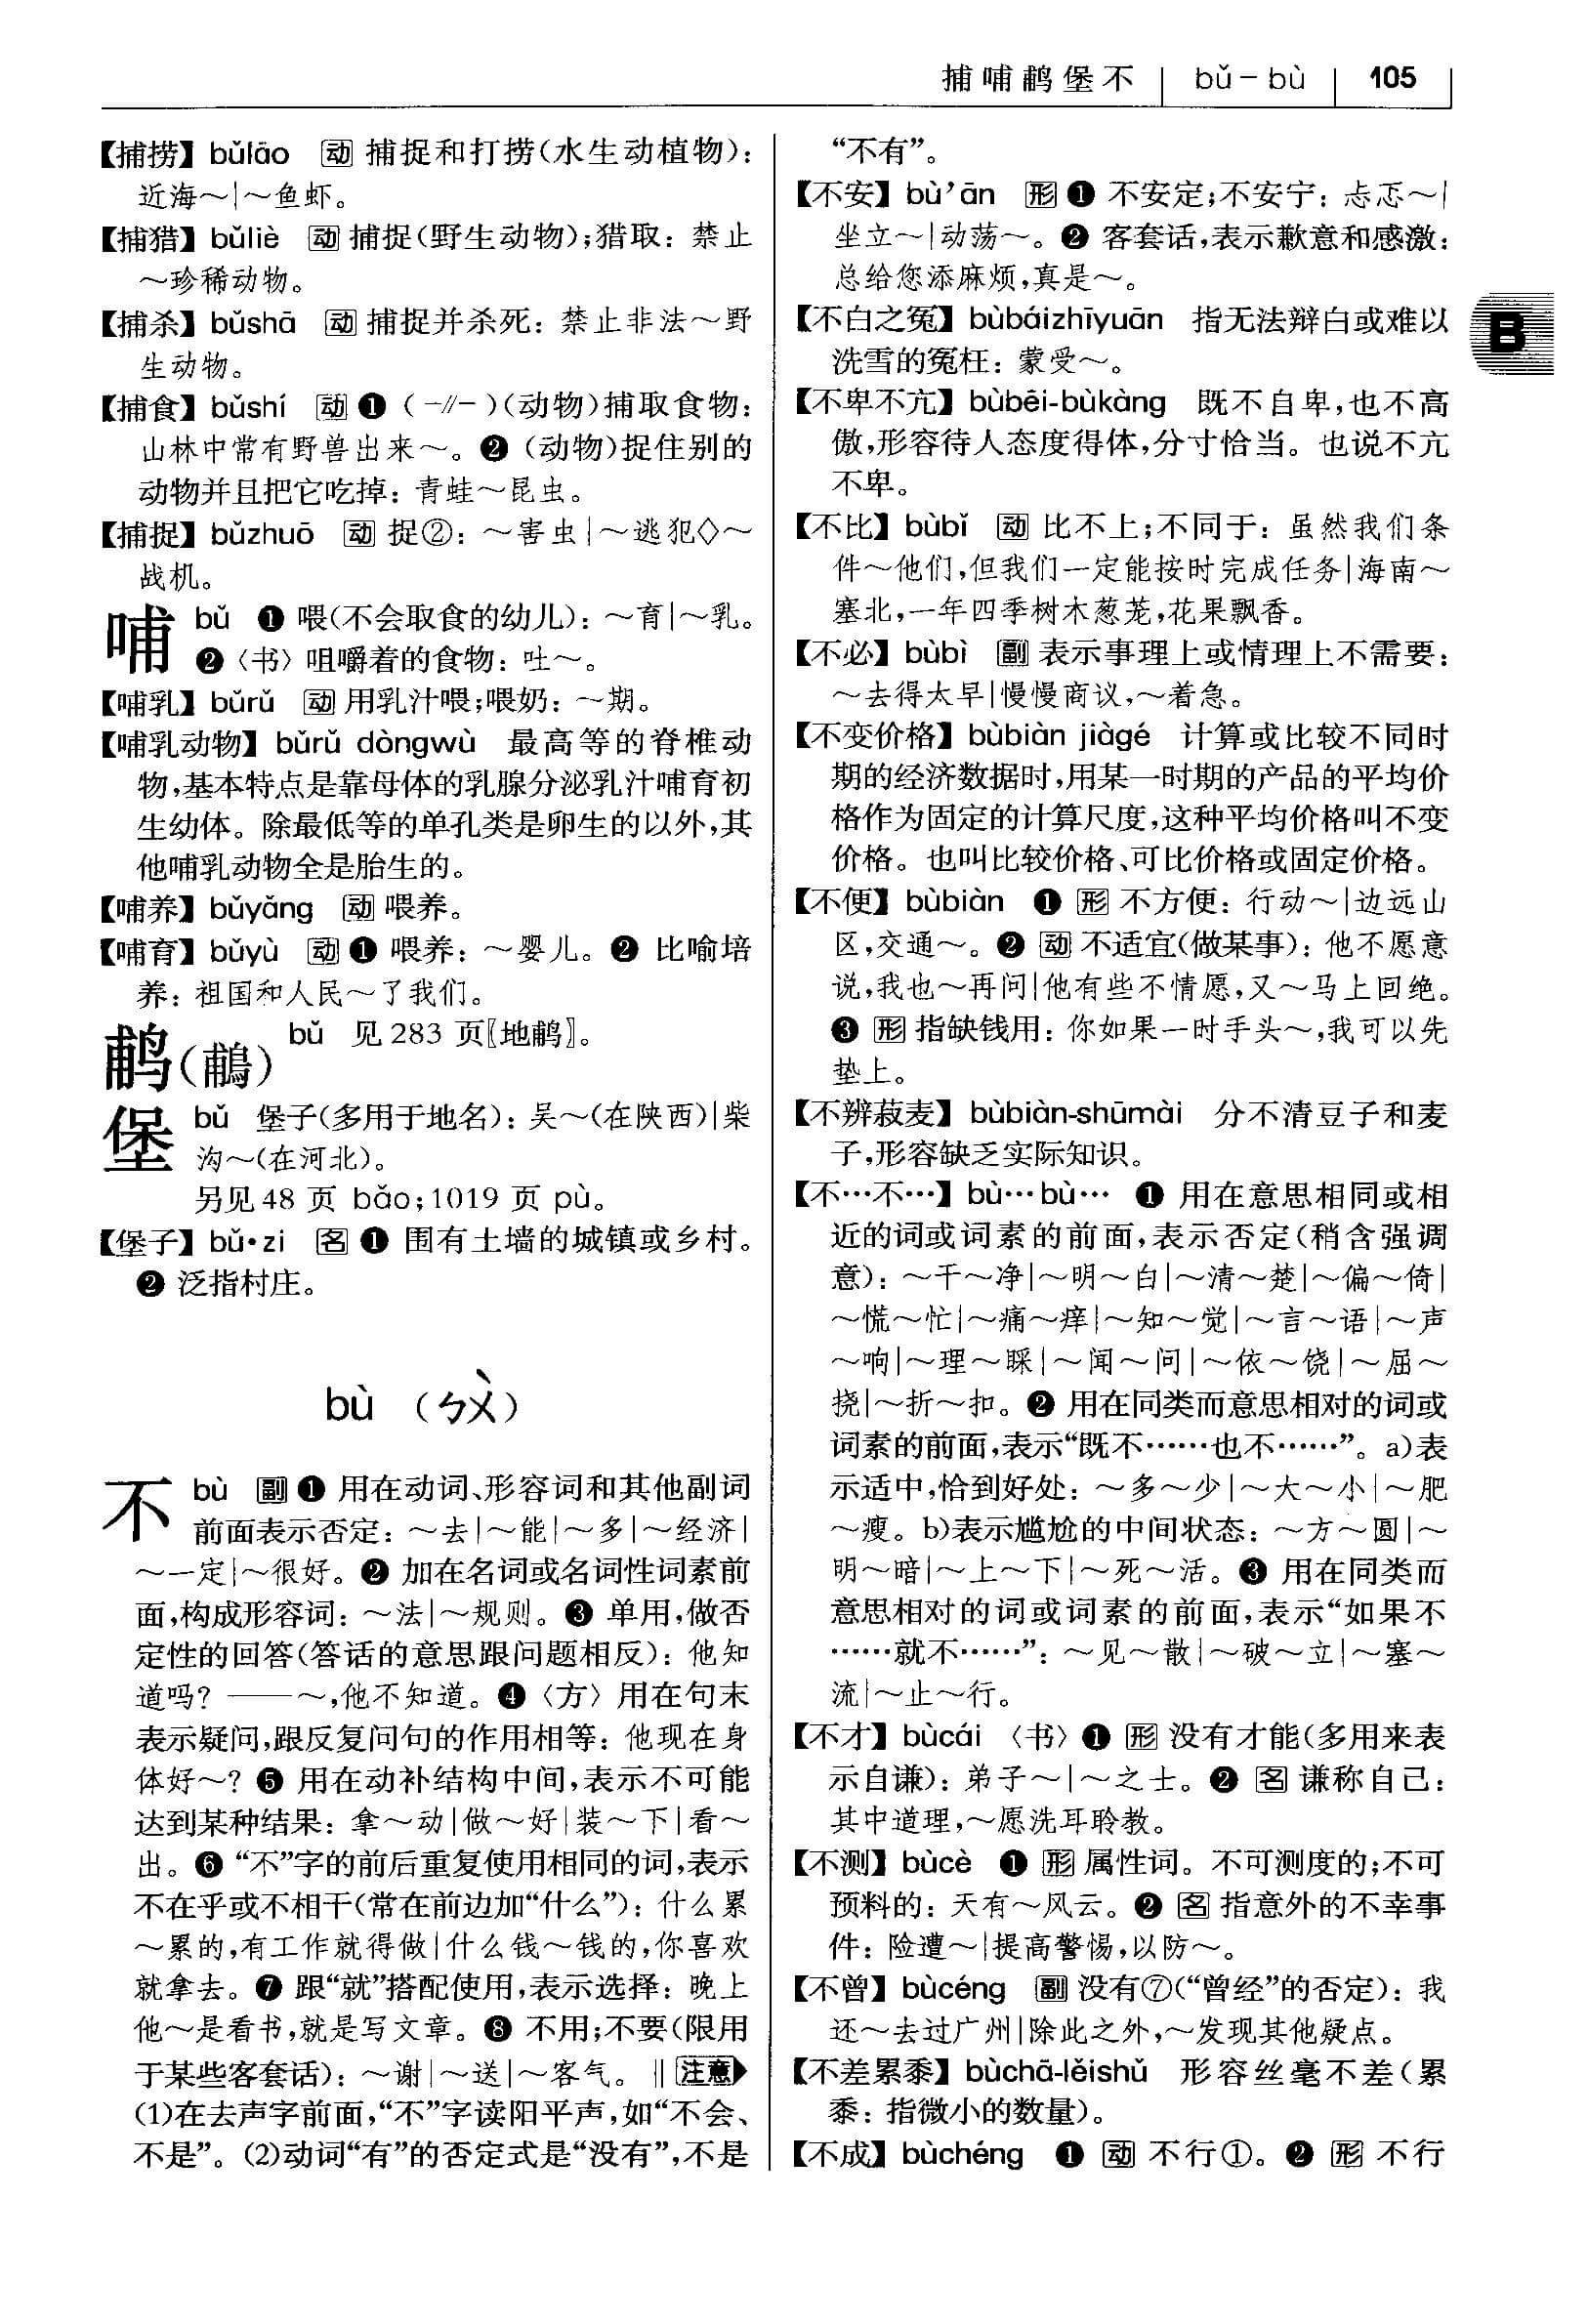 捕哺鹁堡不 bǔ－bù 105
【捕捞】bǔlāo 动 捕捉和打捞(水生动植物):
近海～|～鱼虾。
【捕猎】bǔliè 动 捕捉(野生动物);猎取: 禁止
～珍稀动物。
【捕杀】bǔshā 动 捕捉并杀死: 禁止非法～野
生动物。
【捕食】bǔshí 动 ❶ (－//－)(动物)捕取食物:
山林中常有野兽出来～。❷ (动物)捉住别的
动物并且把它吃掉: 青蛙～昆虫。
【捕捉】bǔzhuō 动 捉②: ～害虫|～逃犯◇～
战机。
哺 bǔ ❶ 喂(不会取食的幼儿): ～育|～乳。
❷〈书〉咀嚼着的食物: 吐～。
【哺乳】bǔrǔ 动 用乳汁喂;喂奶: ～期。
【哺乳动物】bǔrǔ dòngwù 最高等的脊椎动
物,基本特点是靠母体的乳腺分泌乳汁哺育初
生幼体。除最低等的单孔类是卵生的以外,其
他哺乳动物全是胎生的。
【哺养】bǔyǎng 动 喂养。
【哺育】bǔyù 动 ❶ 喂养: ～婴儿。❷ 比喻培
养: 祖国和人民～了我们。
鹁(鵓) bǔ 见 283 页〖地鹁〗。
堡 bǔ 堡子(多用于地名): 吴～(在陕西)|柴
沟～(在河北)。
另见 48 页 bǎo;1019 页 pù。
【堡子】bǔ•zi 名 ❶ 围有土墙的城镇或乡村。
❷ 泛指村庄。
bù (ㄅㄨˋ)
不 bù 副 ❶ 用在动词、形容词和其他副词
前面表示否定: ～去|～能|～多|～经济|
～一定|～很好。❷ 加在名词或名词性词素前
面,构成形容词: ～法|～规则。❸ 单用,做否
定性的回答(答话的意思跟问题相反): 他知
道吗? ——～,他不知道。❹〈方〉用在句末
表示疑问,跟反复问句的作用相等: 他现在身
体好～? ❺ 用在动补结构中间,表示不可能
达到某种结果: 拿～动|做～好|装～下|看～
出。❻ “不”字的前后重复使用相同的词,表示
不在乎或不相干(常在前边加“什么”): 什么累
～累的,有工作就得做|什么钱～钱的,你喜欢
就拿去。❼ 跟“就”搭配使用,表示选择: 晚上
他～是看书,就是写文章。❽ 不用;不要(限用
于某些客套话): ～谢|～送|～客气。 ‖ 注意
(1)在去声字前面,“不”字读阳平声,如“不会、
不是”。(2)动词“有”的否定式是“没有”,不是
“不有”。
【不安】bù’ān 形 ❶ 不安定;不安宁: 忐忑～|
坐立～|动荡～。❷ 客套话,表示歉意和感激:
总给您添麻烦,真是～。
【不白之冤】bùbáizhīyuān 指无法辩白或难以
洗雪的冤枉: 蒙受～。
【不卑不亢】bùbēi-bùkàng 既不自卑,也不高
傲,形容待人态度得体,分寸恰当。也说不亢
不卑。
【不比】bùbǐ 动 比不上;不同于: 虽然我们条
件～他们,但我们一定能按时完成任务|海南～
塞北,一年四季树木葱茏,花果飘香。
【不必】bùbì 副 表示事理上或情理上不需要:
～去得太早|慢慢商议,～着急。
【不变价格】bùbiàn jiàgé 计算或比较不同时
期的经济数据时,用某一时期的产品的平均价
格作为固定的计算尺度,这种平均价格叫不变
价格。也叫比较价格、可比价格或固定价格。
【不便】bùbiàn ❶ 形 不方便: 行动～|边远山
区,交通～。❷ 动 不适宜(做某事): 他不愿意
说,我也～再问|他有些不情愿,又～马上回绝。
❸ 形 指缺钱用: 你如果一时手头～,我可以先
垫上。
【不辨菽麦】bùbiàn-shūmài 分不清豆子和麦
子,形容缺乏实际知识。
【不…不…】bù…bù… ❶ 用在意思相同或相
近的词或词素的前面,表示否定(稍含强调
意): ～干～净|～明～白|～清～楚|～偏～倚|
～慌～忙|～痛～痒|～知～觉|～言～语|～声
～响|～理～睬|～闻～问|～依～饶|～屈～
挠|～折～扣。❷ 用在同类而意思相对的词或
词素的前面,表示“既不……也不……”。a)表
示适中,恰到好处: ～多～少|～大～小|～肥
～瘦。b)表示尴尬的中间状态: ～方～圆|～
明～暗|～上～下|～死～活。❸ 用在同类而
意思相对的词或词素的前面,表示“如果不
……就不……”: ～见～散|～破～立|～塞～
流|～止～行。
【不才】bùcái 〈书〉❶ 形 没有才能(多用来表
示自谦): 弟子～|～之士。❷ 名 谦称自己:
其中道理,～愿洗耳聆教。
【不测】bùcè ❶ 形 属性词。不可测度的;不可
预料的: 天有～风云。❷ 名 指意外的不幸事
件: 险遭～|提高警惕,以防～。
【不曾】bùcéng 副 没有⑦(“曾经”的否定): 我
还～去过广州|除此之外,～发现其他疑点。
【不差累黍】bùchā-lěishǔ 形容丝毫不差(累
黍: 指微小的数量)。
【不成】bùchéng ❶ 动 不行①。❷ 形 不行
B